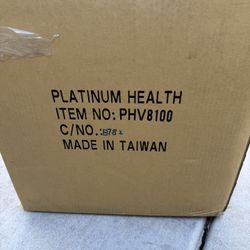 PLATINUM HEALTH
ITEM NO: PHV8100
C/NO.:
MADE IN TAIWAN